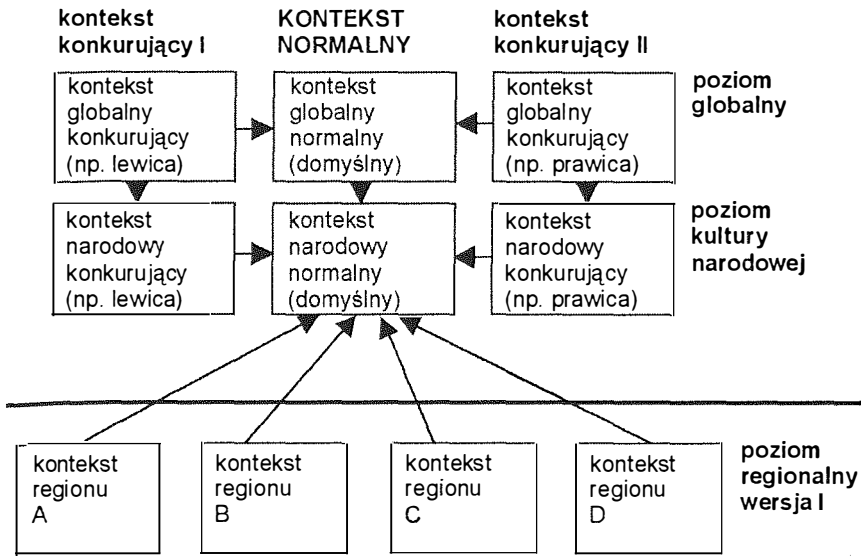 kontekst
konkurujący I
KONTEKST
NORMALNY
kontekst
konkurujący II
kontekst
globalny
konkurujący
(np. lewica)
kontekst
globalny
normalny
(domyślny)
kontekst
globalny
konkurujący
(np. prawica)
poziom
globalny
kontekst
narodowy
konkurujący
(np. lewica)
kontekst
narodowy
normalny
(domyślny)
kontekst
narodowy
konkurujący
(np. prawica)
poziom
kultury
narodowej
kontekst
regionu
A
kontekst
regionu
B
kontekst
regionu
C
kontekst
regionu
D
poziom
regionalny
wersja I